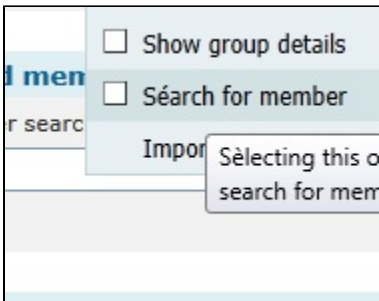 Show group details
d mem
Séarch for member
r searc
Impor
Sèlecting this o
search for mem